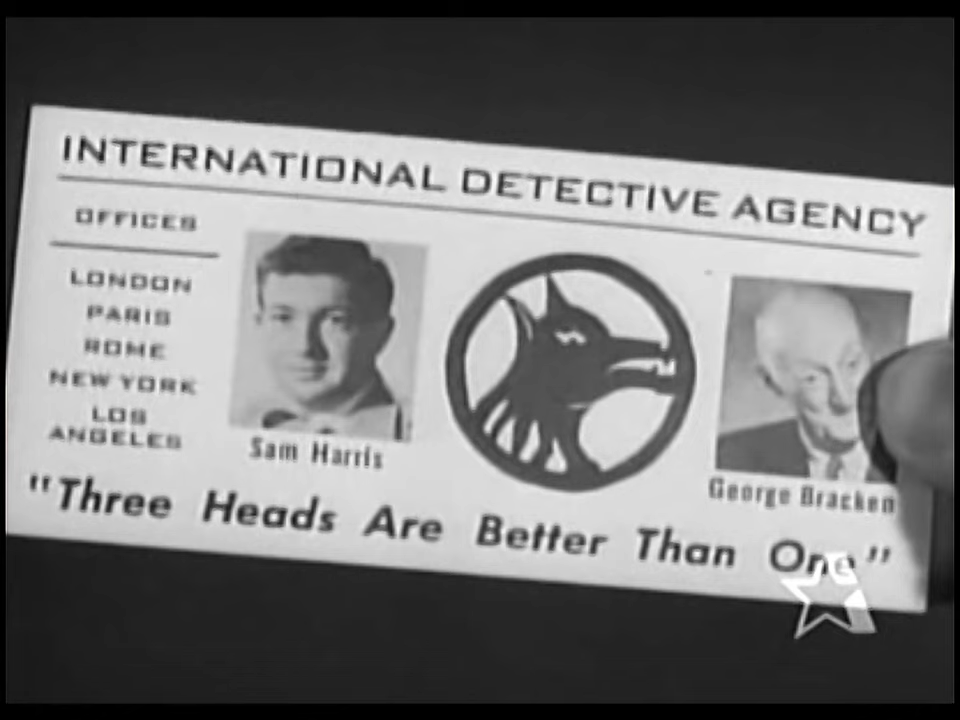 INTERNATIONAL DETECTIVE AGENCY
OFFICES
LONDON
PARIS
ROME
NEW YORK
LOS
ANGELES
Sam Harris
George Bracken
"Three Heads Are Better Than One"